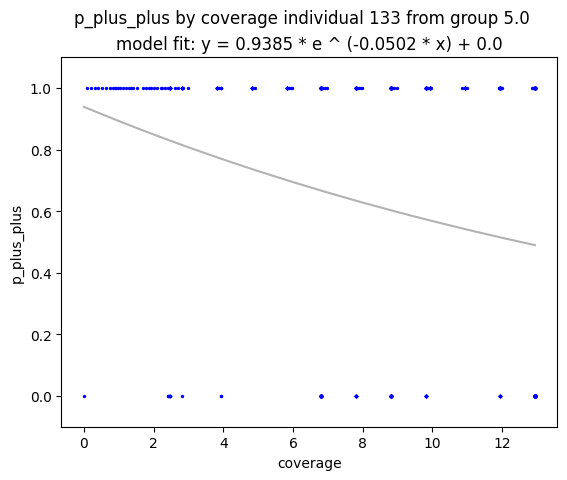 p_plus_plus by coverage individual 133 from group 5.0
model fit: y = 0.9385 * e ^ (-0.0502 * x) + 0.0
1.0
0.8
0.6
0.4
0.2
0.0
p_plus_plus
0 2 4 6 8 10 12
coverage